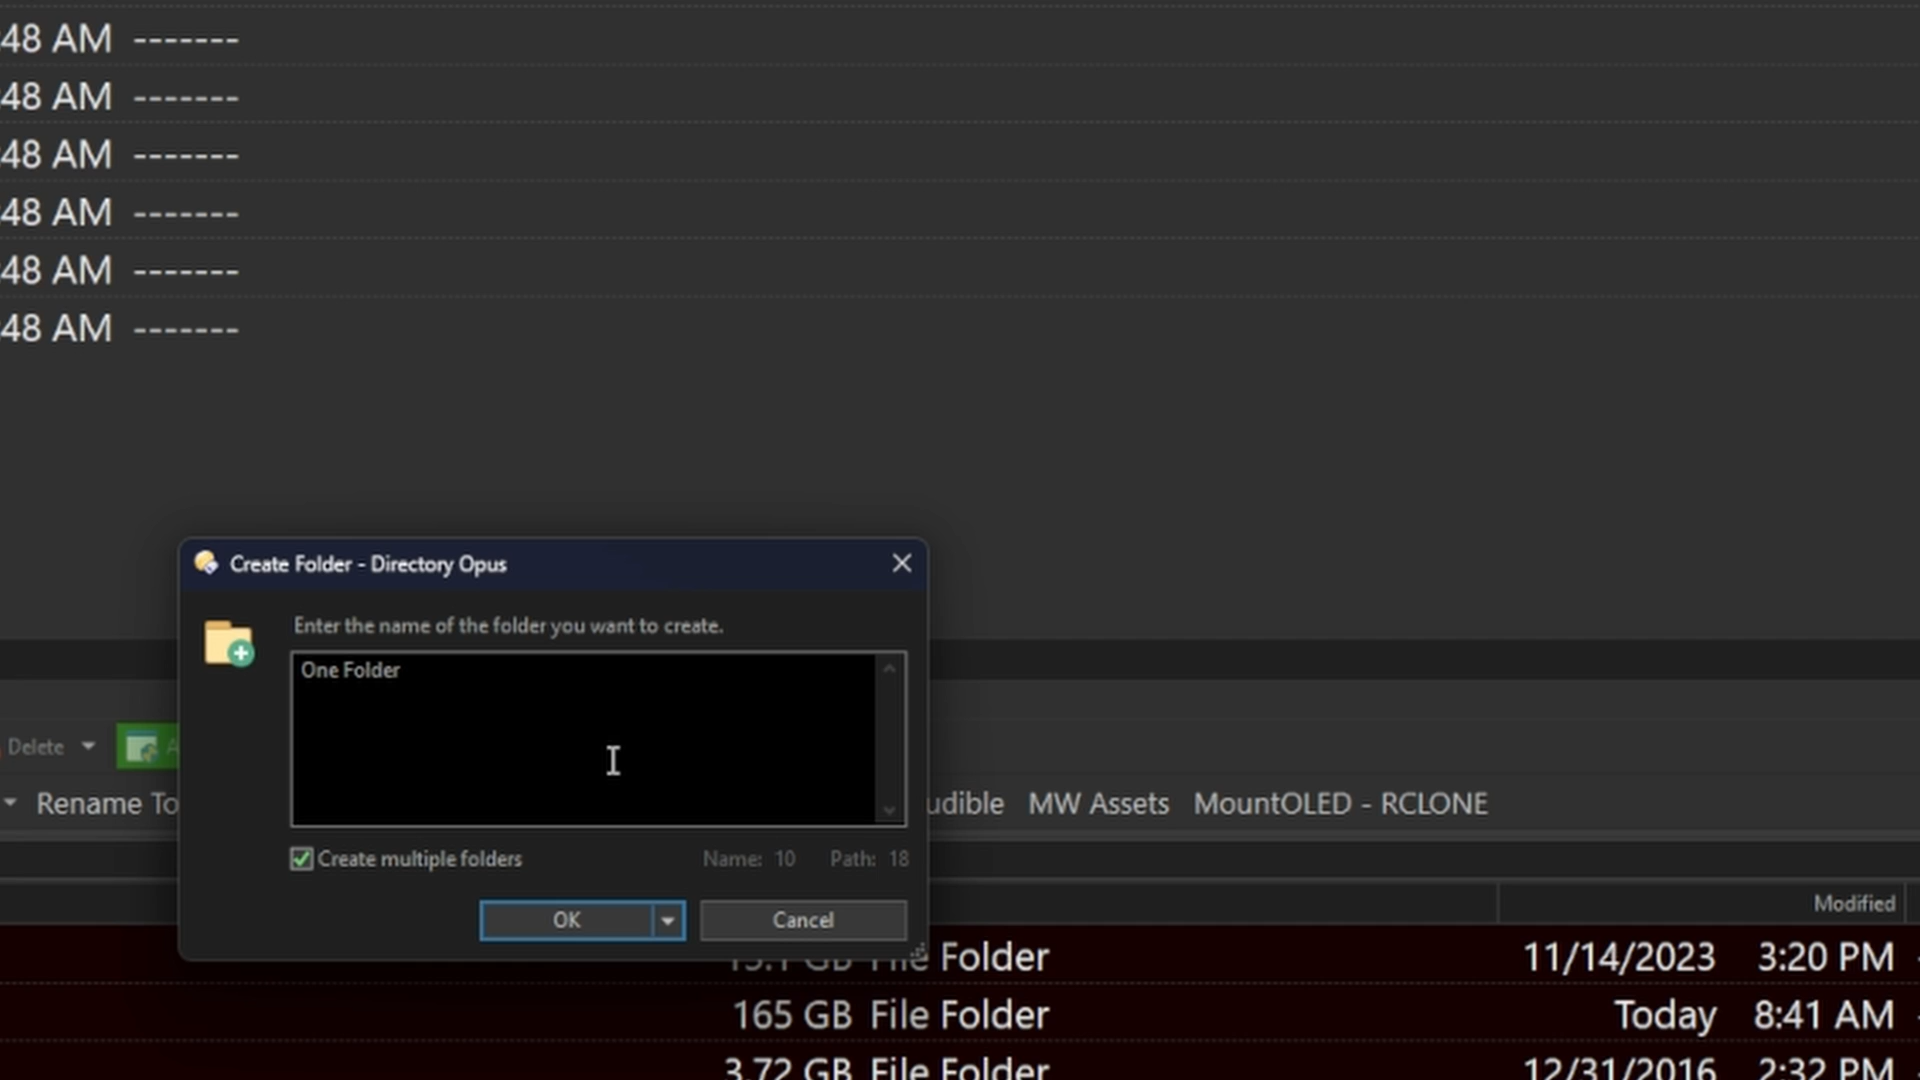 48 AM -------
48 AM -------
48 AM -------
48 AM -------
48 AM -------
48 AM -------
Create Folder - Directory Opus
Enter the name of the folder you want to create.
One Folder
Create multiple folders Name: 10 Path: 18
OK Cancel
Delete
Rename To udible MW Assets MountOLED - RCLONE
Modified
Folder 11/14/2023 3:20 PM
165 GB File Folder Today 8:41 AM
3.72 GB File Folder 12/31/2016 2:32 PM